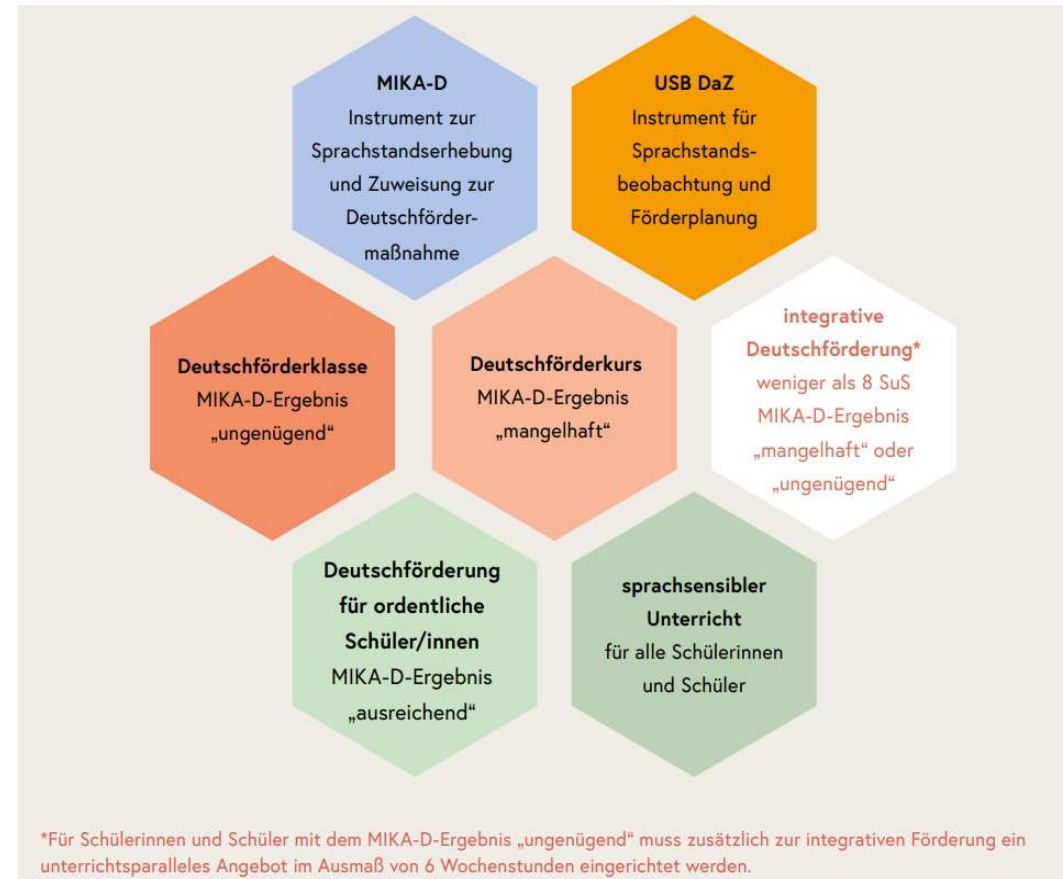 MIKA-D
Instrument zur
Sprachstandserhebung
und Zuweisung zur
Deutschförder-
maßnahme
USB DaZ
Instrument für
Sprachstands-
beobachtung und
Förderplanung
Deutschförderklasse
MIKA-D-Ergebnis
„ungenügend“
Deutschförderkurs
MIKA-D-Ergebnis
„mangelhaft“
integrative
Deutschförderung*
weniger als 8 SuS
MIKA-D-Ergebnis
„mangelhaft“ oder
„ungenügend“
Deutschförderung
für ordentliche
Schüler/innen
MIKA-D-Ergebnis
„ausreichend“
sprachsensibler
Unterricht
für alle Schülerinnen
und Schüler
*Für Schülerinnen und Schüler mit dem MIKA-D-Ergebnis „ungenügend“ muss zusätzlich zur integrativen Förderung ein
unterrichtsparalleles Angebot im Ausmaß von 6 Wochenstunden eingerichtet werden.